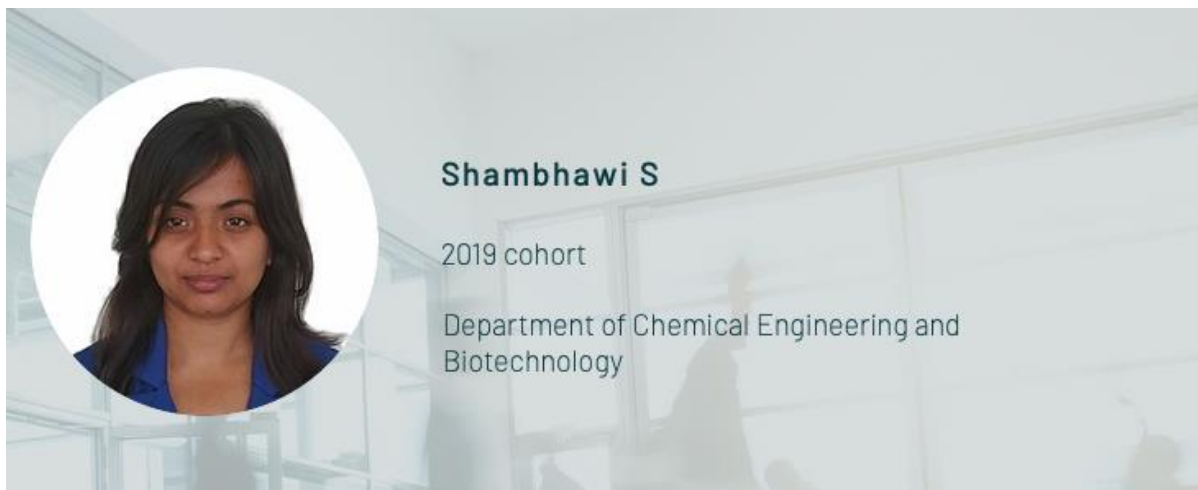 Shambhawi S
2019 cohort
Department of Chemical Engineering and
Biotechnology